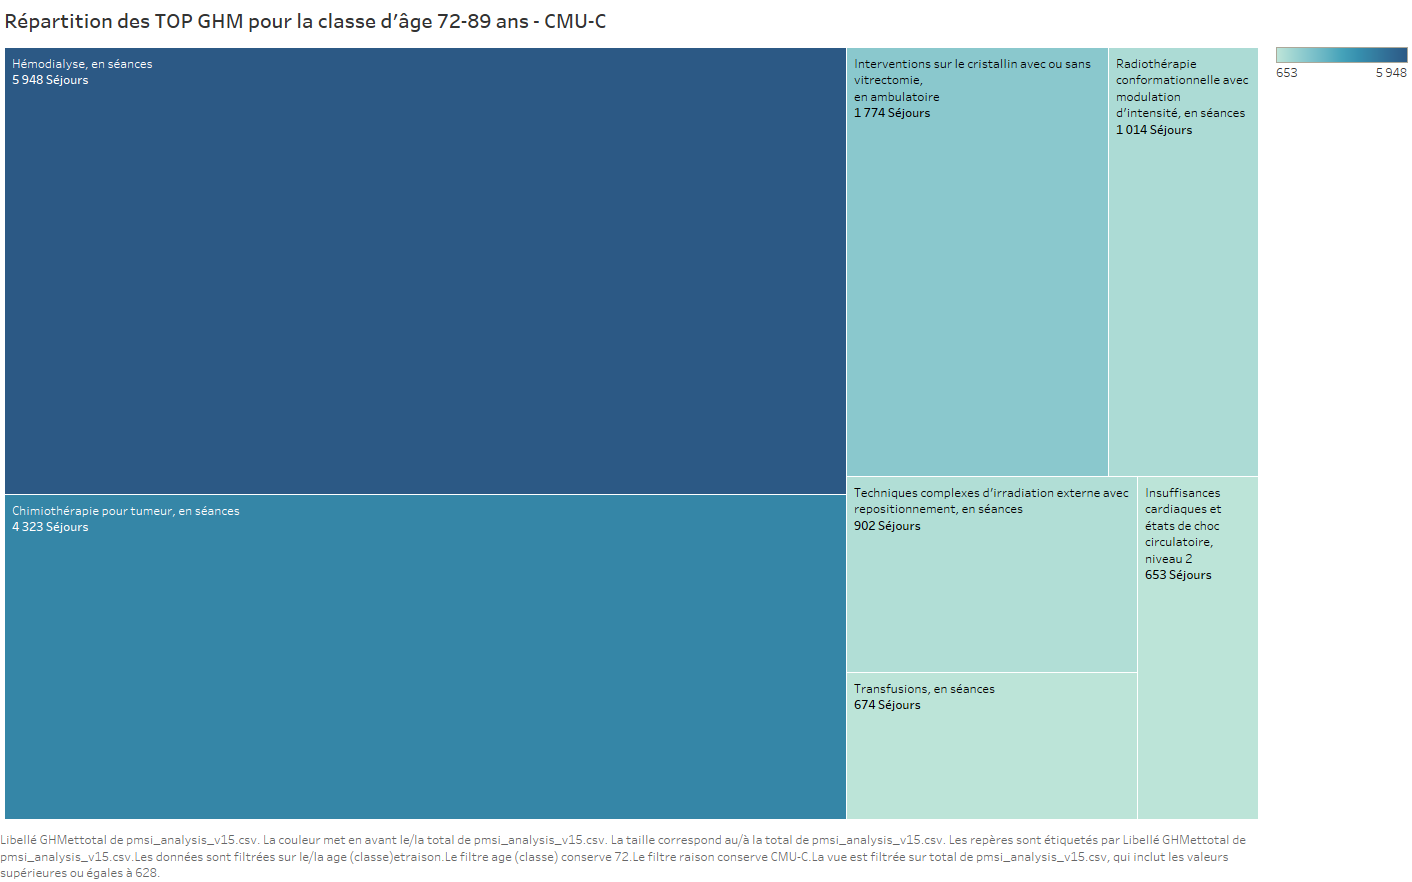 Répartition des TOP GHM pour la classe d’âge 72-89 ans - CMU-C
Hémodialyse, en séances
5 948 Séjours
Chimiothérapie pour tumeur, en séances
4 323 Séjours
Interventions sur le cristallin avec ou sans
vitrectomie,
en ambulatoire
1 774 Séjours
Radiothérapie
conformationnelle avec
modulation
d’intensité, en séances
1 014 Séjours
Techniques complexes d’irradiation externe avec
repositionnement, en séances
902 Séjours
Transfusions, en séances
674 Séjours
Insuffisances
cardiaques et
états de choc
circulatoire,
niveau 2
653 Séjours
653
5 948
Libellé GHMettotal de pmsi_analysis_v15.csv. La couleur met en avant le/la total de pmsi_analysis_v15.csv. La taille correspond au/à la total de pmsi_analysis_v15.csv. Les repères sont étiquetés par Libellé GHMettotal de
pmsi_analysis_v15.csv.Les données sont filtrées sur le/la age (classe)etraison.Le filtre age (classe) conserve 72.Le filtre raison conserve CMU-C.La vue est filtrée sur total de pmsi_analysis_v15.csv, qui inclut les valeurs
supérieures ou égales à 628.